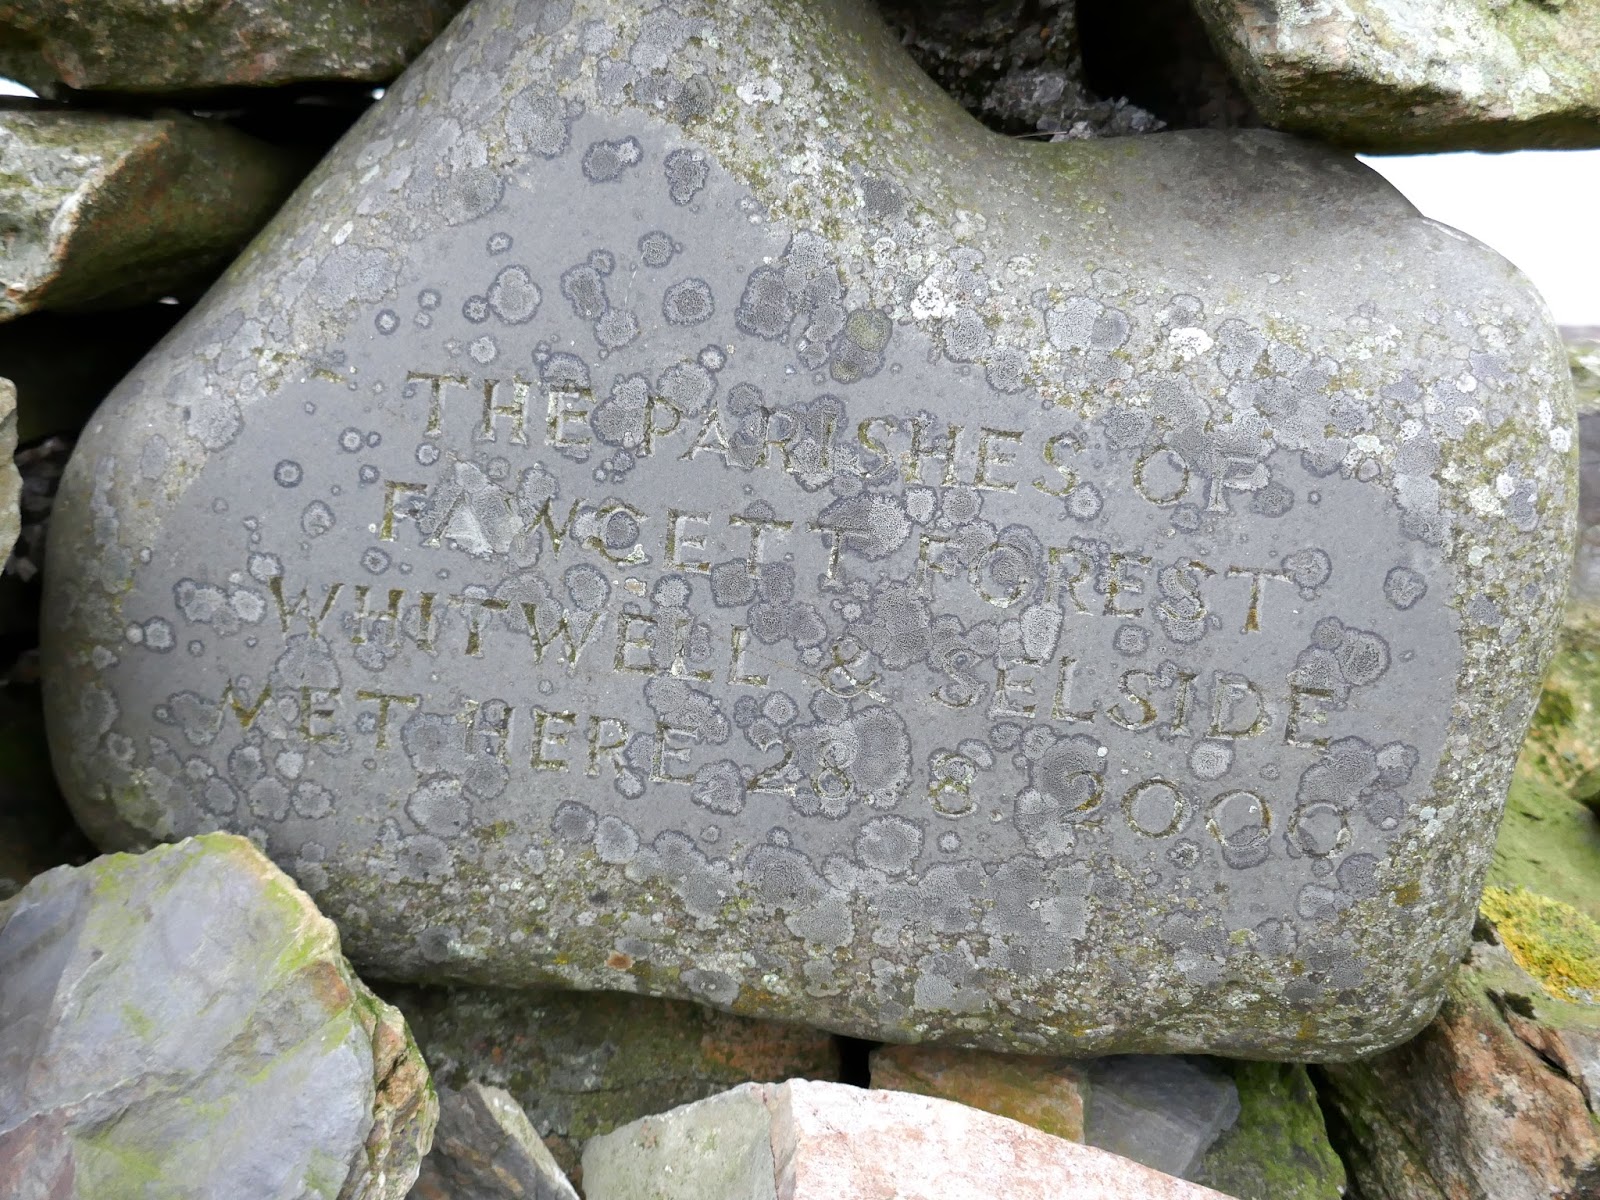 THE PARISHES OF
FAWCETT FOREST
WHITWELL & SELSIDE
MET HERE 28.8.2000